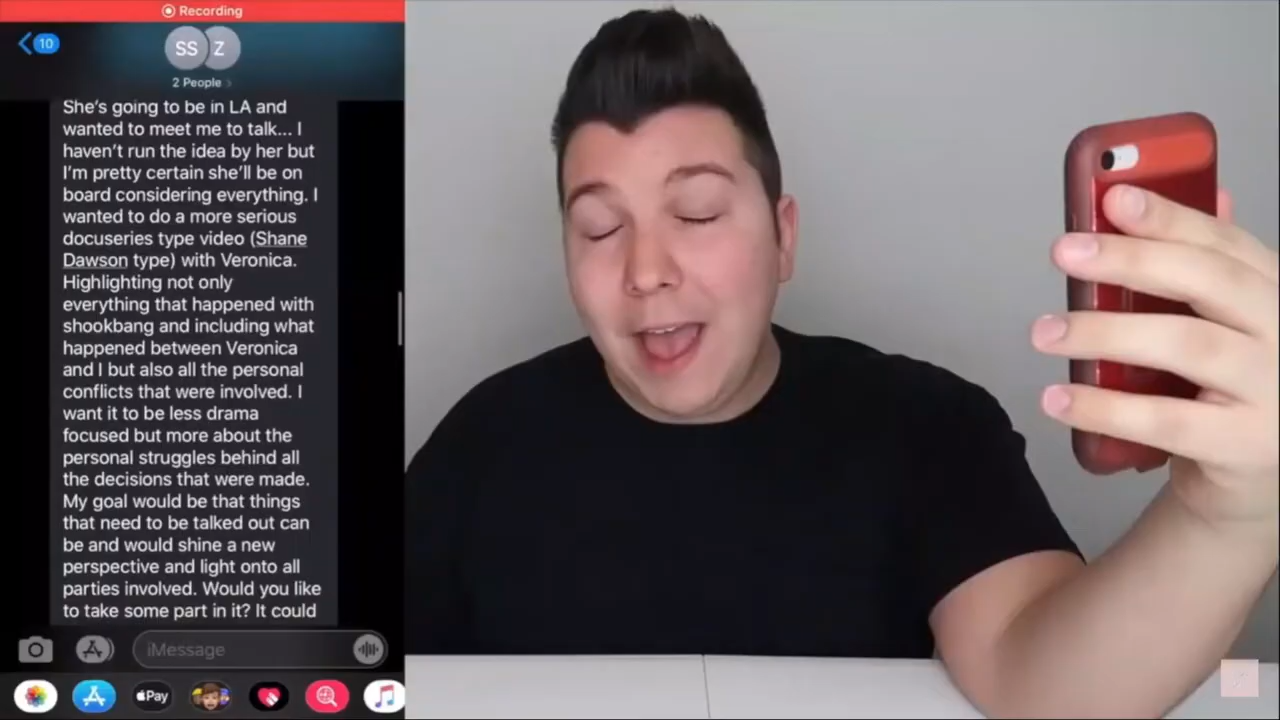 Recording
10
SS Z
2 People
She's going to be in LA and
wanted to meet me to talk... I
haven't run the idea by her but
I'm pretty certain she'll be on
board considering everything. I
wanted to do a more serious
docuseries type video (Shane
Dawson type) with Veronica.
Highlighting not only
everything that happened with
shookbang and including what
happened between Veronica
and I but also all the personal
conflicts that were involved. I
want it to be less drama
focused but more about the
personal struggles behind all
the decisions that were made.
My goal would be that things
that need to be talked out can
be and would shine a new
perspective and light onto all
parties involved. Would you like
to take some part in it? It could
iMessage
Pay